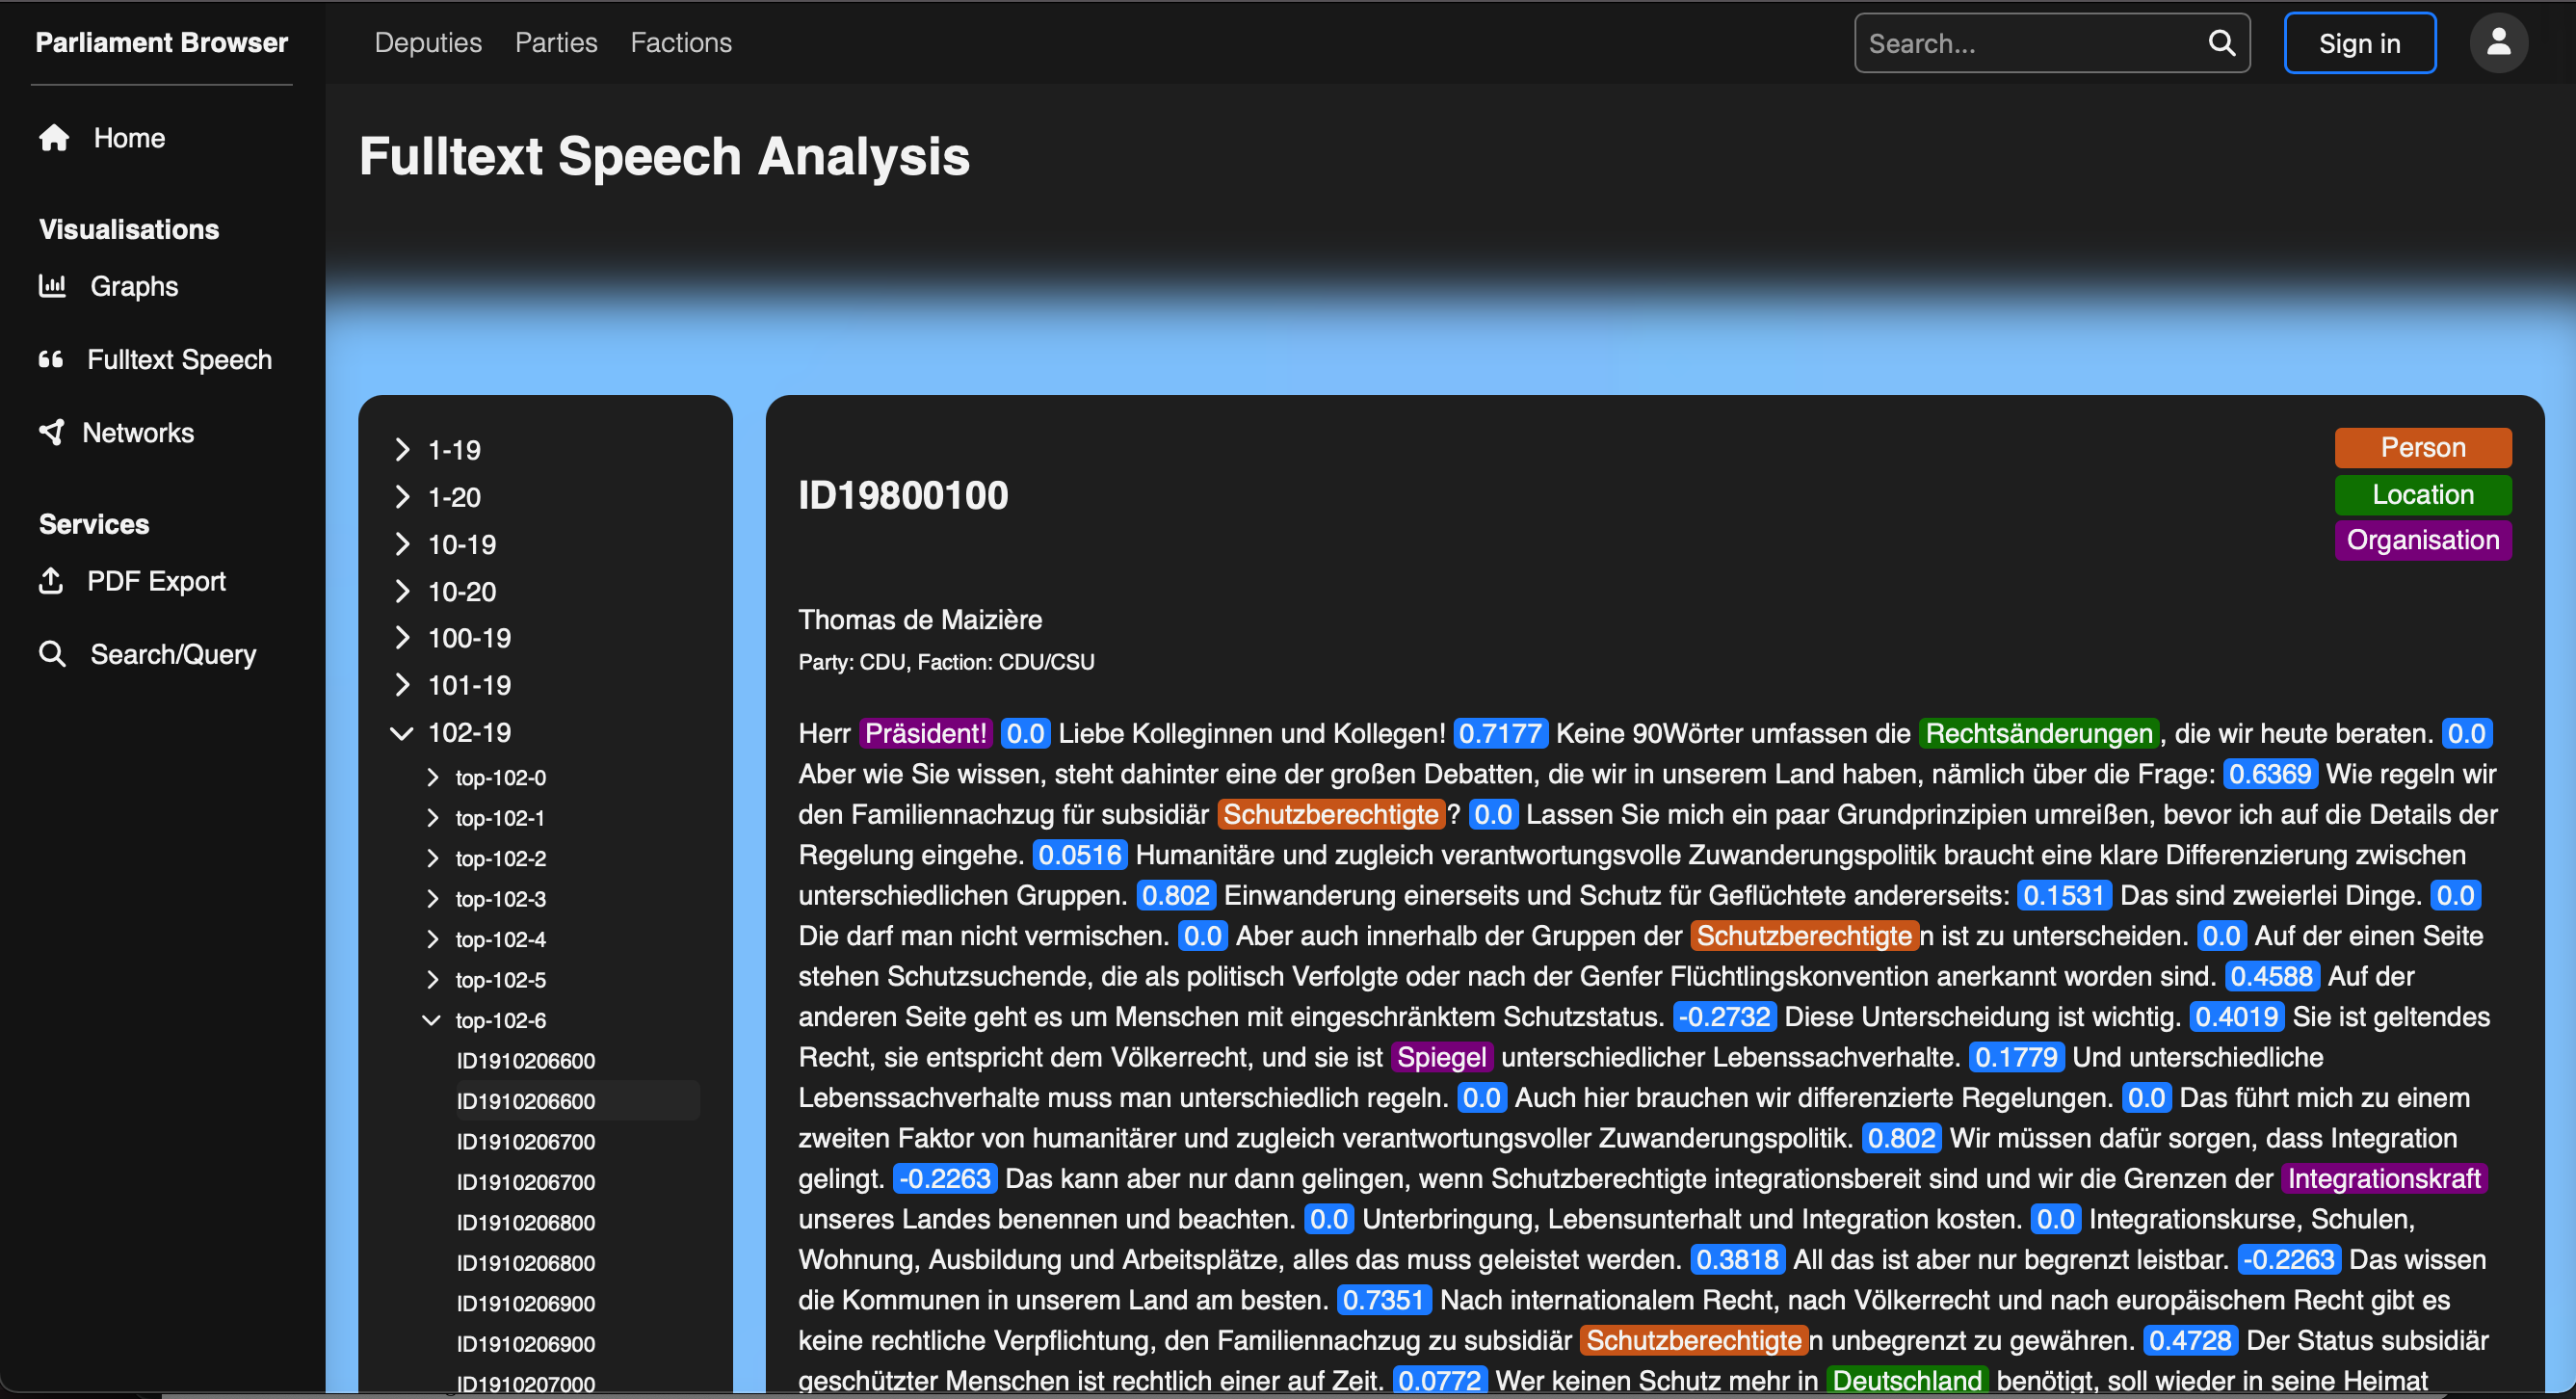 Parliament Browser
Deputies Parties Factions
Search...
Sign in
Home
Visualisations
Graphs
Fulltext Speech
Networks
Services
PDF Export
Search/Query
Fulltext Speech Analysis
1-19
1-20
10-19
10-20
100-19
101-19
102-19
top-102-0
top-102-1
top-102-2
top-102-3
top-102-4
top-102-5
top-102-6
ID1910206600
ID1910206600
ID1910206700
ID1910206700
ID1910206800
ID1910206800
ID1910206900
ID1910206900
ID1910207000
Person
Location
Organisation
ID19800100
Thomas de Maizière
Party: CDU, Faction: CDU/CSU
Herr Präsident! 0.0 Liebe Kolleginnen und Kollegen! 0.7177 Keine 90Wörter umfassen die Rechtsänderungen , die wir heute beraten. 0.0
Aber wie Sie wissen, steht dahinter eine der großen Debatten, die wir in unserem Land haben, nämlich über die Frage: 0.6369 Wie regeln wir
den Familiennachzug für subsidiär Schutzberechtigte ? 0.0 Lassen Sie mich ein paar Grundprinzipien umreißen, bevor ich auf die Details der
Regelung eingehe. 0.0516 Humanitäre und zugleich verantwortungsvolle Zuwanderungspolitik braucht eine klare Differenzierung zwischen
unterschiedlichen Gruppen. 0.802 Einwanderung einerseits und Schutz für Geflüchtete andererseits: 0.1531 Das sind zweierlei Dinge. 0.0
Die darf man nicht vermischen. 0.0 Aber auch innerhalb der Gruppen der Schutzberechtigte n ist zu unterscheiden. 0.0 Auf der einen Seite
stehen Schutzsuchende, die als politisch Verfolgte oder nach der Genfer Flüchtlingskonvention anerkannt worden sind. 0.4588 Auf der
anderen Seite geht es um Menschen mit eingeschränktem Schutzstatus. -0.2732 Diese Unterscheidung ist wichtig. 0.4019 Sie ist geltendes
Recht, sie entspricht dem Völkerrecht, und sie ist Spiegel unterschiedlicher Lebenssachverhalte. 0.1779 Und unterschiedliche
Lebenssachverhalte muss man unterschiedlich regeln. 0.0 Auch hier brauchen wir differenzierte Regelungen. 0.0 Das führt mich zu einem
zweiten Faktor von humanitärer und zugleich verantwortungsvoller Zuwanderungspolitik. 0.802 Wir müssen dafür sorgen, dass Integration
gelingt. -0.2263 Das kann aber nur dann gelingen, wenn Schutzberechtigte integrationsbereit sind und wir die Grenzen der Integrationskraft
unseres Landes benennen und beachten. 0.0 Unterbringung, Lebensunterhalt und Integration kosten. 0.0 Integrationskurse, Schulen,
Wohnung, Ausbildung und Arbeitsplätze, alles das muss geleistet werden. 0.3818 All das ist aber nur begrenzt leistbar. -0.2263 Das wissen
die Kommunen in unserem Land am besten. 0.7351 Nach internationalem Recht, nach Völkerrecht und nach europäischem Recht gibt es
keine rechtliche Verpflichtung, den Familiennachzug zu subsidiär Schutzberechtigte n unbegrenzt zu gewähren. 0.4728 Der Status subsidiär
geschützter Menschen ist rechtlich einer auf Zeit. 0.0772 Wer keinen Schutz mehr in Deutschland benötigt, soll wieder in seine Heimat